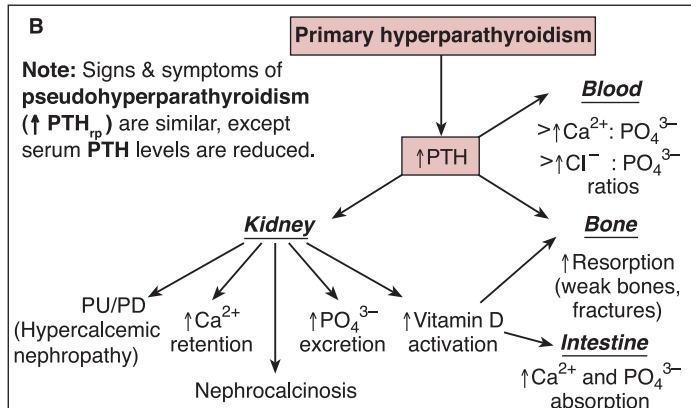 B
Primary hyperparathyroidism
Note: Signs & symptoms of
pseudohyperparathyroidism
(↑ PTHrp) are similar, except
serum PTH levels are reduced.
↑PTH
Blood
>↑Ca²⁺: PO₄³⁻
>↑Cl⁻ : PO₄³⁻
ratios
Kidney
Bone
↑Resorption
(weak bones,
fractures)
PU/PD
(Hypercalcemic
nephropathy)
↑Ca²⁺
retention
↑PO₄³⁻
excretion
↑Vitamin D
activation
Nephrocalcinosis
Intestine
↑Ca²⁺ and PO₄³⁻
absorption